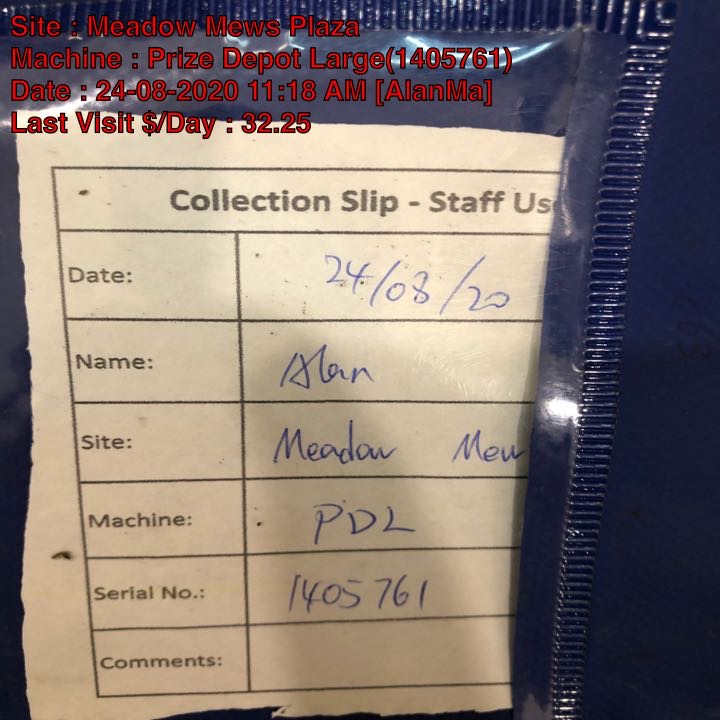 Site : Meadow Mews Plaza
Machine : Prize Depot Large(1405761)
Date : 24-08-2020 11:18 AM [AlanMa]
Last Visit $/Day : 32.25
Collection Slip - Staff Us
Date: 24/08/20
Name: Alan
Site: Meadow Mew
Machine: PDL
Serial No.: 1405761
Comments: